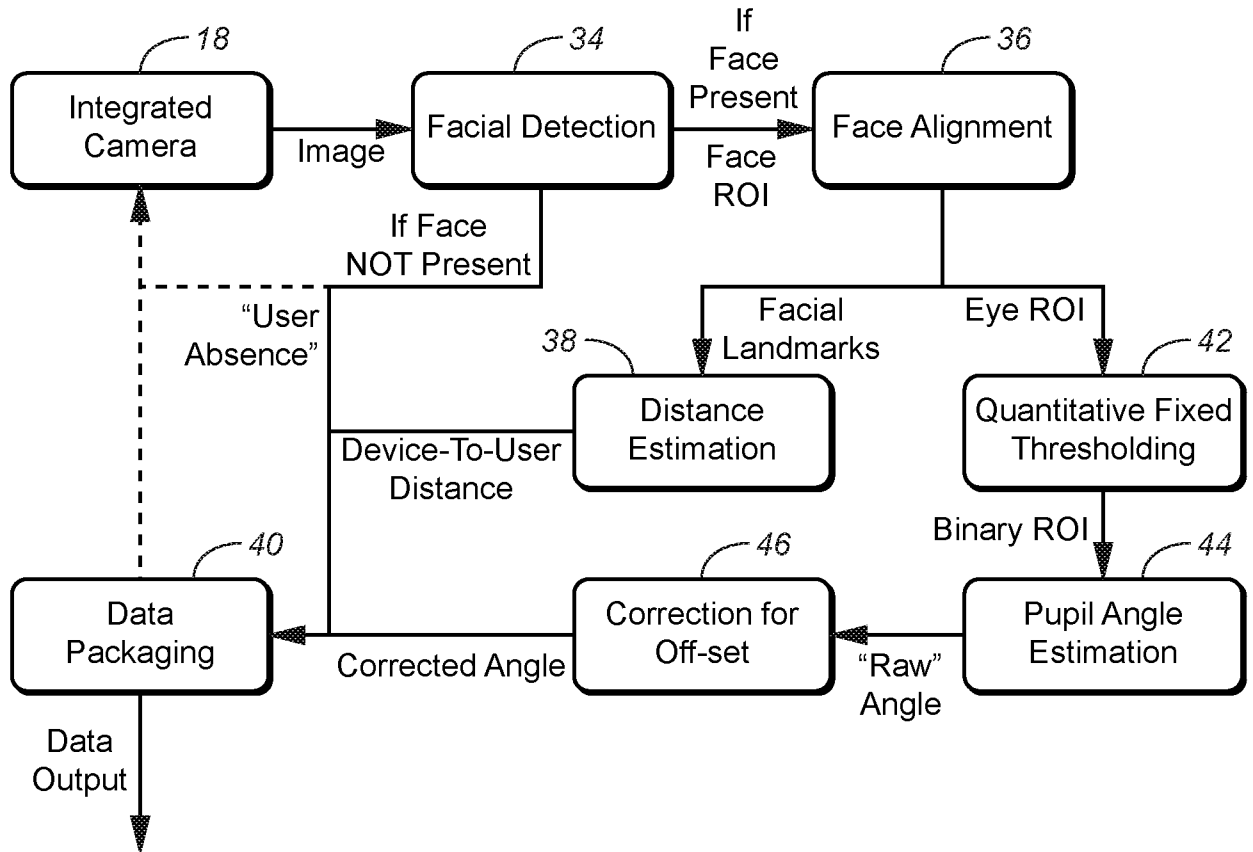 18
Integrated
Camera
Image
34
Facial Detection
If
Face
Present
Face
ROI
36
Face Alignment
If Face
NOT Present
“User
Absence”
Facial
Landmarks
Eye ROI
38
Distance
Estimation
42
Quantitative Fixed
Thresholding
Device-To-User
Distance
Binary ROI
40
Data
Packaging
46
Correction for
Off-set
44
Pupil Angle
Estimation
Corrected Angle
“Raw”
Angle
Data
Output